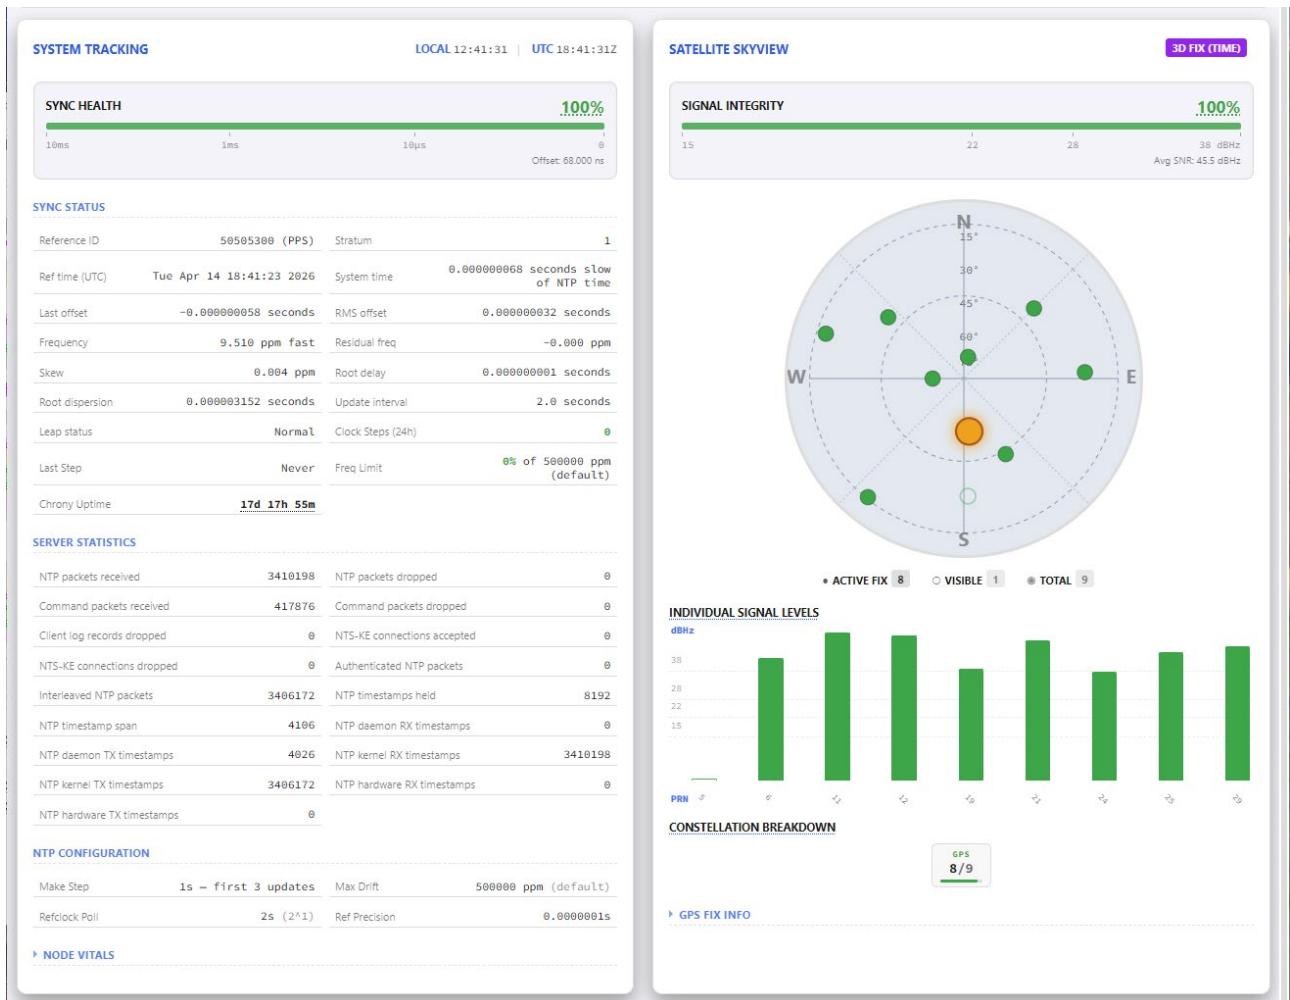 SYSTEM TRACKING
LOCAL 12:41:31 | UTC 18:41:31Z
SYNC HEALTH 100%
10ms 1ms 10µs 0
Offset: 68.000 ns
SYNC STATUS
Reference ID 50505300 (PPS) Stratum 1
Ref time (UTC) Tue Apr 14 18:41:23 2026 System time 0.000000068 seconds slow
of NTP time
Last offset -0.000000058 seconds RMS offset 0.000000032 seconds
Frequency 9.510 ppm fast Residual freq -0.000 ppm
Skew 0.004 ppm Root delay 0.000000001 seconds
Root dispersion 0.000003152 seconds Update interval 2.0 seconds
Leap status Normal Clock Steps (24h) 0
Last Step Never Freq Limit 0% of 500000 ppm
(default)
Chrony Uptime 17d 17h 55m
SERVER STATISTICS
NTP packets received 3410198 NTP packets dropped 0
Command packets received 417876 Command packets dropped 0
Client log records dropped 0 NTS-KE connections accepted 0
NTS-KE connections dropped 0 Authenticated NTP packets 0
Interleaved NTP packets 3406172 NTP timestamps held 8192
NTP timestamp span 4106 NTP daemon RX timestamps 0
NTP daemon TX timestamps 4026 NTP kernel RX timestamps 3410198
NTP kernel TX timestamps 3406172 NTP hardware RX timestamps 0
NTP hardware TX timestamps 0
NTP CONFIGURATION
Make Step 1s – first 3 updates Max Drift 500000 ppm (default)
Refclock Poll 2s (2^1) Ref Precision 0.0000001s
NODE VITALS
SATELLITE SKYVIEW 3D FIX (TIME)
SIGNAL INTEGRITY 100%
15 22 28 38 dBHz
Avg SNR: 45.5 dBHz
N
15°
30°
45°
60°
W E
S
ACTIVE FIX 8 VISIBLE 1 TOTAL 9
INDIVIDUAL SIGNAL LEVELS
dBHz
38
28
22
15
PRN 5 6 11 12 19 21 24 25 29
CONSTELLATION BREAKDOWN
GPS
8/9
GPS FIX INFO